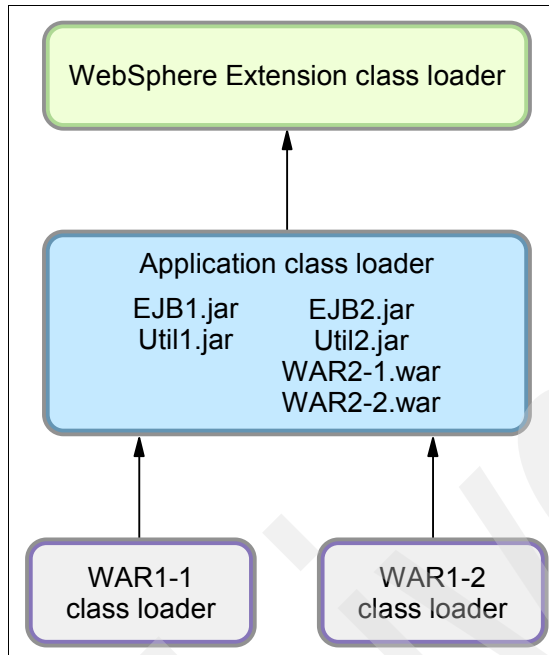 WebSphere Extension class loader
Application class loader
EJB1.jar
Util1.jar
EJB2.jar
Util2.jar
WAR2-1.war
WAR2-2.war
WAR1-1
class loader
WAR1-2
class loader